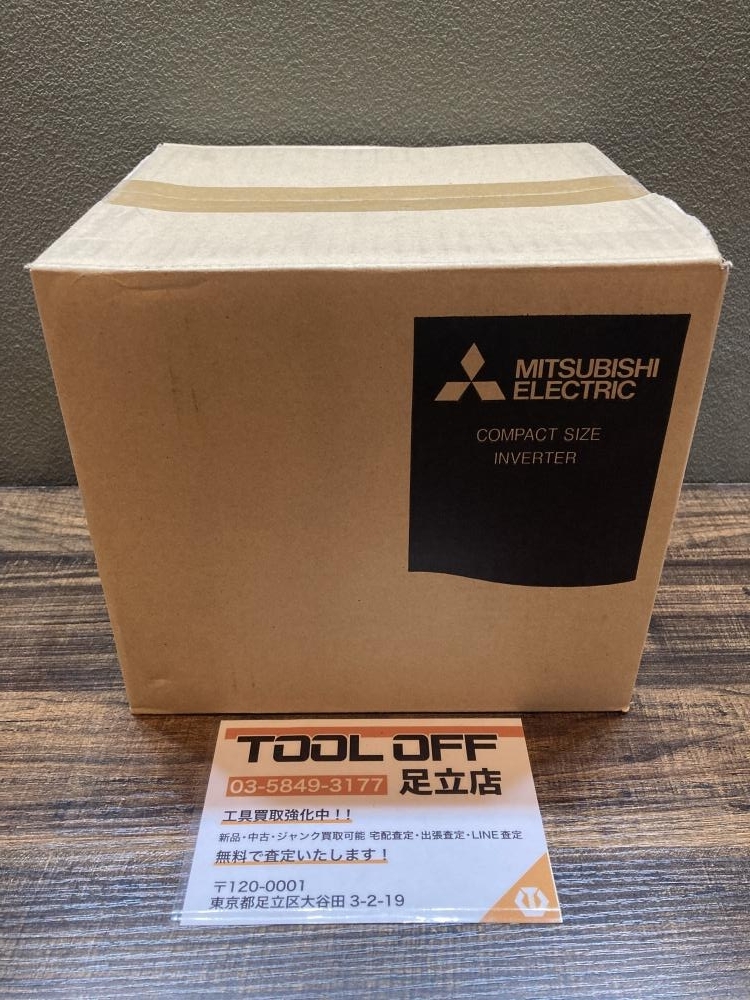 MITSUBISHI
ELECTRIC
COMPACT SIZE
INVERTER
TOOL OFF
03-5849-3177 足立店
工具買取強化中!!
新品・中古・ジャンク買取可能 宅配査定・出張査定・LINE査定
無料で査定いたします!
〒120-0001
東京都足立区大谷田 3-2-19